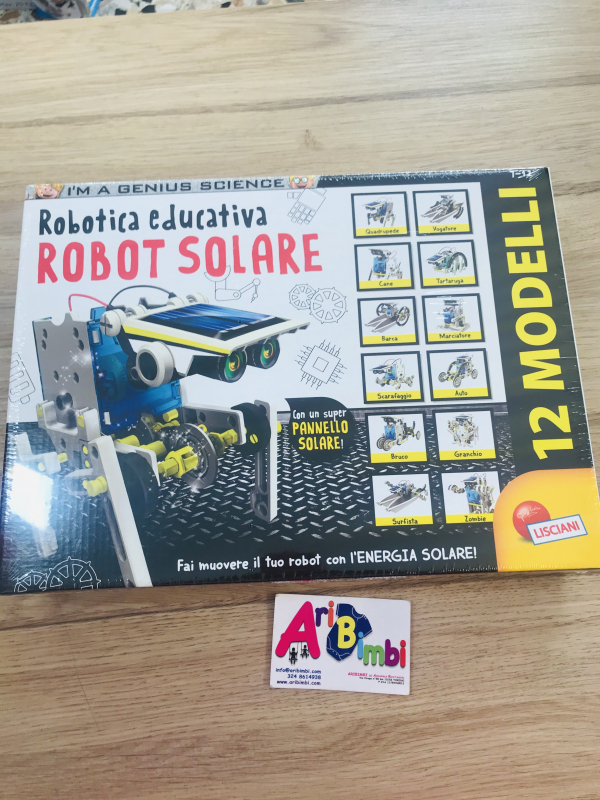 I'M A GENIUS SCIENCE
Robotica educativa
ROBOT SOLARE
Quadrupede
Vogatore
Cane
Tartaruga
Barca
Marciatore
Scarafaggio
Auto
Bruco
Granchio
Surfista
Zombie
12 MODELLI
Con un super
PANNELLO
SOLARE!
LISCIANI
Fai muovere il tuo robot con l'ENERGIA SOLARE!
AriBimbi
info@aribimbi.com
324 8614938
www.aribimbi.com
ARIBIMBI